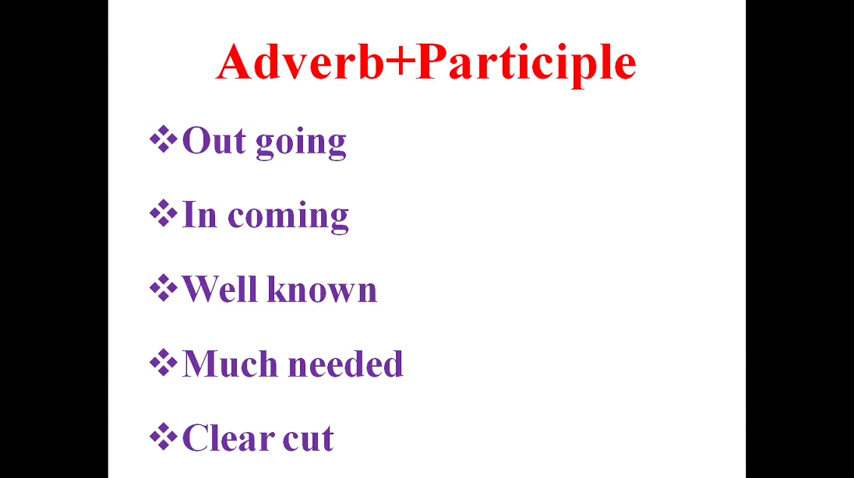 Adverb+Participle
❖Out going
❖In coming
❖Well known
❖Much needed
❖Clear cut